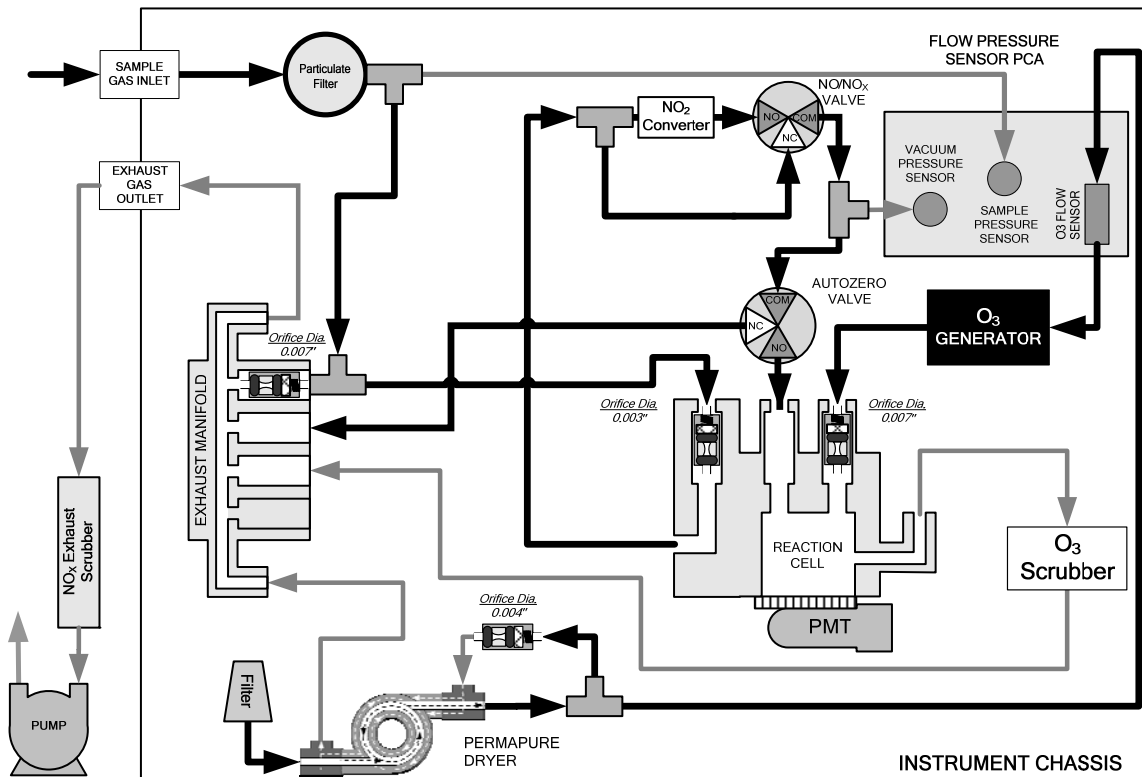 SAMPLE
GAS INLET
Particulate
Filter
FLOW PRESSURE
SENSOR PCA
NO/NOX
VALVE
NO2
Converter
NO
COM
NC
EXHAUST
GAS
OUTLET
VACUUM
PRESSURE
SENSOR
SAMPLE
PRESSURE
SENSOR
O3 FLOW
SENSOR
AUTOZERO
VALVE
COM
NC
NO
O3
GENERATOR
Orifice Dia.
0.007"
Orifice Dia.
0.003"
Orifice Dia.
0.007"
EXHAUST MANIFOLD
NOX Exhaust
Scrubber
REACTION
CELL
O3
Scrubber
PMT
Orifice Dia.
0.004"
Filter
PUMP
PERMAPURE
DRYER
INSTRUMENT CHASSIS